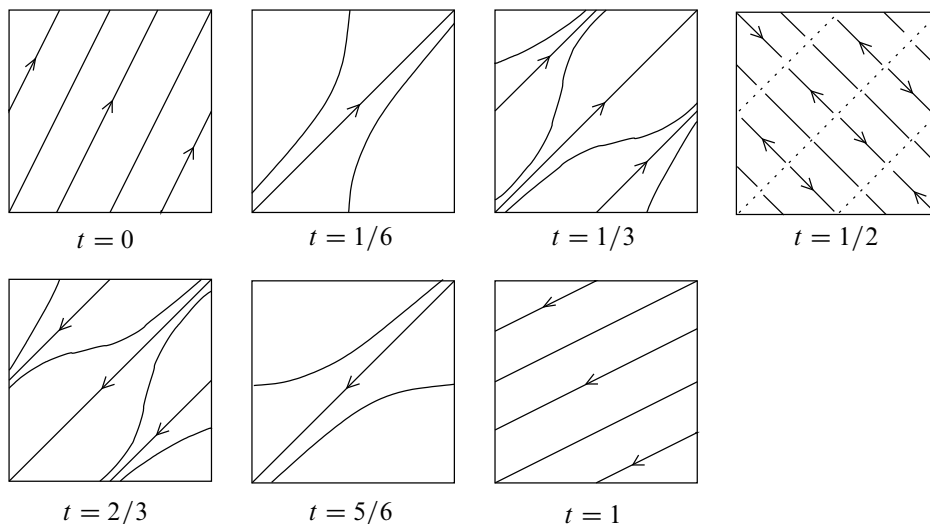 t = 0
t = 1/6
t = 1/3
t = 1/2
t = 2/3
t = 5/6
t = 1